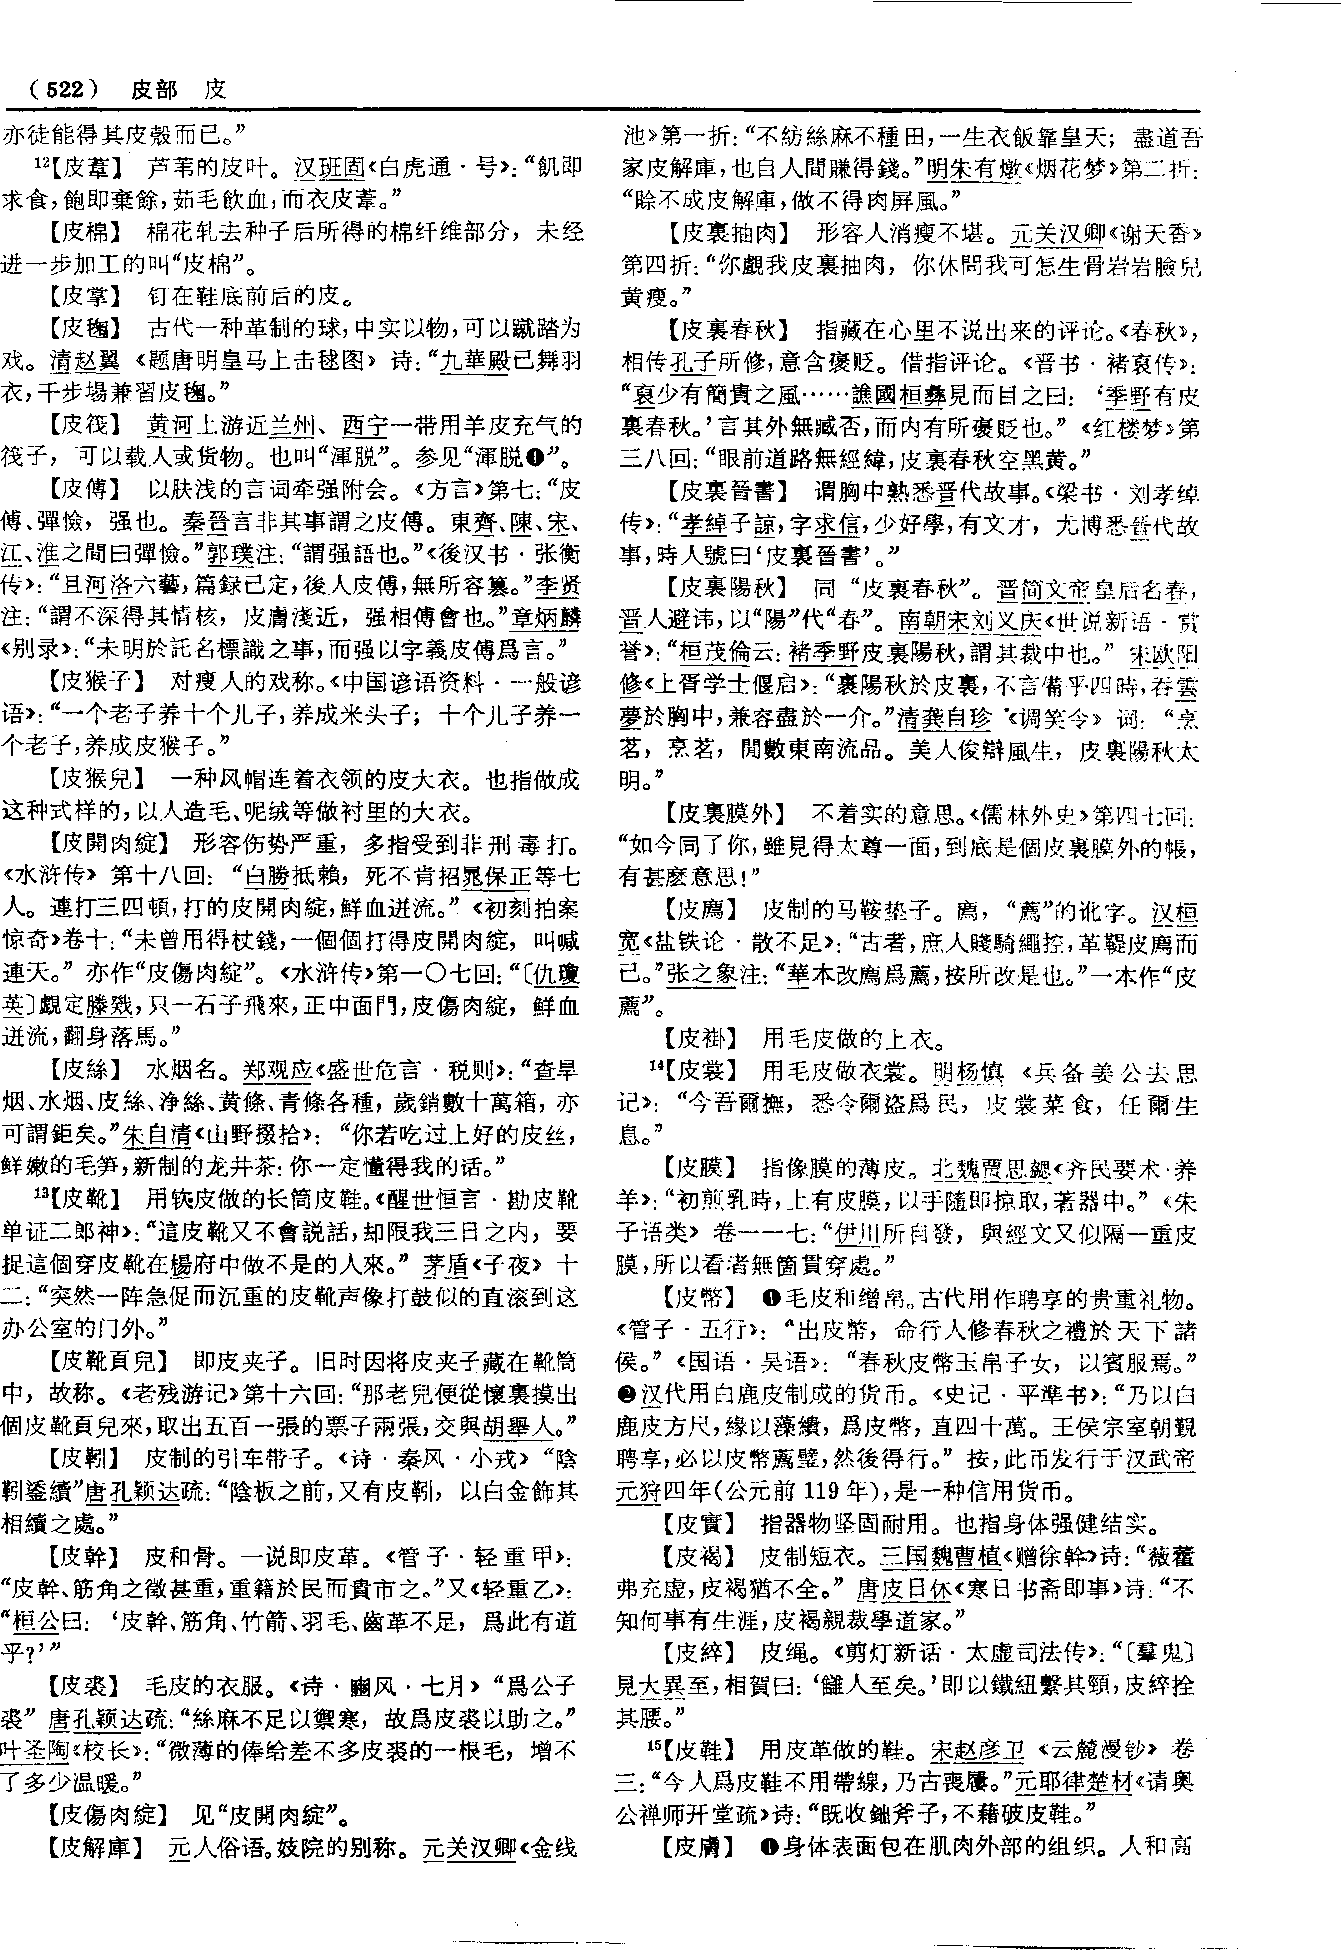 （522） 皮部 皮
亦徒能得其皮殼而已。”
12【皮葦】 芦苇的皮叶。汉班固《白虎通·号》：“飢即
求食，飽即棄餘，茹毛飲血，而衣皮葦。”
【皮棉】 棉花轧去种子后所得的棉纤维部分，未经
进一步加工的叫“皮棉”。
【皮掌】 钉在鞋底前后的皮。
【皮毱】 古代一种革制的球，中实以物，可以蹴踏为
戏。清赵翼《题唐明皇马上击毬图》诗：“九華殿已舞羽
衣，千步場兼習皮毱。”
【皮筏】 黄河上游近兰州、西宁一带用羊皮充气的
筏子，可以载人或货物。也叫“渾脱”。参见“渾脱❶”。
【皮傅】 以肤浅的言词牵强附会。《方言》第七：“皮
傅、彈憸，强也。秦晉言非其事謂之皮傅。東齊、陳、宋、
江、淮之間曰彈憸。”郭璞注：“謂强語也。”《後汉书·张衡
传》：“且河洛六藝，篇録已定，後人皮傅，無所容篡。”李贤
注：“謂不深得其情核，皮膚淺近，强相傅會也。”章炳麟
《别录》：“未明於託名標識之事，而强以字義皮傅爲言。”
【皮猴子】 对瘦人的戏称。《中国谚语资料·一般谚
语》：“一个老子养十个儿子，养成米头子；十个儿子养一
个老子，养成皮猴子。”
【皮猴兒】 一种风帽连着衣领的皮大衣。也指做成
这种式样的，以人造毛、呢绒等做衬里的大衣。
【皮開肉綻】 形容伤势严重，多指受到非刑毒打。
《水浒传》第十八回：“白勝抵賴，死不肯招晁保正等七
人。連打三四頓，打的皮開肉綻，鮮血迸流。”《初刻拍案
惊奇》卷十：“未曾用得杖錢，一個個打得皮開肉綻，叫喊
連天。”亦作“皮傷肉綻”。《水浒传》第一〇七回：“〔仇瓊
英〕覷定滕戣，只一石子飛來，正中面門，皮傷肉綻，鮮血
迸流，翻身落馬。”
【皮絲】 水烟名。郑观应《盛世危言·税则》：“查旱
烟、水烟、皮絲、净絲、黄條、青條各種，歲銷數十萬箱，亦
可謂鉅矣。”朱自清《山野掇拾》：“你若吃过上好的皮丝，
鲜嫩的毛笋，新制的龙井茶：你一定懂得我的话。”
13【皮靴】 用软皮做的长筒皮鞋。《醒世恒言·勘皮靴
单证二郎神》：“這皮靴又不會説話，却限我三日之内，要
捉這個穿皮靴在楊府中做不是的人來。”茅盾《子夜》十
二：“突然一阵急促而沉重的皮靴声像打鼓似的直滚到这
办公室的门外。”
【皮靴頁兒】 即皮夹子。旧时因将皮夹子藏在靴筒
中，故称。《老残游记》第十六回：“那老兒便從懷裏摸出
個皮靴頁兒來，取出五百一張的票子兩張，交與胡舉人。”
【皮靷】 皮制的引车带子。《诗·秦风·小戎》“陰
靷鋈續”唐孔颖达疏：“陰板之前，又有皮靷，以白金飾其
相續之處。”
【皮幹】 皮和骨。一说即皮革。《管子·轻重甲》：
“皮幹、筋角之徵甚重，重籍於民而貴市之。”又《轻重乙》：
“桓公曰：‘皮幹、筋角、竹箭、羽毛、齒革不足，爲此有道
乎？’”
【皮裘】 毛皮的衣服。《诗·豳风·七月》“爲公子
裘”唐孔颖达疏：“絲麻不足以禦寒，故爲皮裘以助之。”
叶圣陶《校长》：“微薄的俸给差不多皮裘的一根毛，增不
了多少温暖。”
【皮傷肉綻】 见“皮開肉綻”。
【皮解庫】 元人俗语。妓院的别称。元关汉卿《金线
池》第一折：“不紡絲麻不種田，一生衣飯靠皇天；盡道吾
家皮解庫，也自人間賺得錢。”明朱有燉《烟花梦》第二折：
“賒不成皮解庫，做不得肉屏風。”
【皮裏抽肉】 形容人消瘦不堪。元关汉卿《谢天香》
第四折：“你覷我皮裏抽肉，你休問我可怎生骨岩岩臉兒
黄瘦。”
【皮裏春秋】 指藏在心里不说出来的评论。《春秋》，
相传孔子所修，意含褒贬。借指评论。《晋书·褚裒传》：
“裒少有簡貴之風……譙國桓彝見而目之曰：‘季野有皮
裏春秋。’言其外無臧否，而内有所褒貶也。”《红楼梦》第
三八回：“眼前道路無經緯，皮裏春秋空黑黄。”
【皮裏晉書】 谓胸中熟悉晋代故事。《梁书·刘孝绰
传》：“孝綽子諒，字求信，少好學，有文才，尤博悉晉代故
事，時人號曰‘皮裏晉書’。”
【皮裏陽秋】 同“皮裏春秋”。晋简文帝皇后名春，
晋人避讳，以“陽”代“春”。南朝宋刘义庆《世说新语·赏
誉》：“桓茂倫云：褚季野皮裏陽秋，謂其裁中也。”宋欧阳
修《上胥学士偃启》：“裏陽秋於皮裏，不言備乎四時，吞雲
夢於胸中，兼容盡於一介。”清龚自珍《调笑令》词：“烹
茗，烹茗，閲數東南流品。美人俊辯風生，皮裏陽秋太
明。”
【皮裏膜外】 不着实的意思。《儒林外史》第四七回：
“如今同了你，雖見得太尊一面，到底是個皮裏膜外的帳，
有甚麽意思！”
【皮廌】 皮制的马鞍垫子。廌，“薦”的讹字。汉桓
宽《盐铁论·散不足》：“古者，庶人賤騎繩控，革鞮皮廌而
已。”张之象注：“華本改廌爲薦，按所改是也。”一本作“皮
薦”。
【皮褂】 用毛皮做的上衣。
14【皮裳】 用毛皮做衣裳。明杨慎《兵备姜公去思
记》：“今吾爾撫，悉令爾盗爲民，皮裳菜食，任爾生
息。”
【皮膜】 指像膜的薄皮。北魏贾思勰《齐民要术·养
羊》：“初煎乳時，上有皮膜，以手隨即掠取，著器中。”《朱
子语类》卷一一七：“伊川所自發，與經文又似隔一重皮
膜，所以看者無箇貫穿處。”
【皮幣】 ❶毛皮和缯帛。古代用作聘享的贵重礼物。
《管子·五行》：“出皮幣，命行人修春秋之禮於天下諸
侯。”《国语·吴语》：“春秋皮幣玉帛子女，以賓服焉。”
❷汉代用白鹿皮制成的货币。《史记·平準书》：“乃以白
鹿皮方尺，緣以藻繢，爲皮幣，直四十萬。王侯宗室朝覲
聘享，必以皮幣薦璧，然後得行。”按，此币发行于汉武帝
元狩四年（公元前119年），是一种信用货币。
【皮實】 指器物坚固耐用。也指身体强健结实。
【皮褐】 皮制短衣。三国魏曹植《赠徐幹》诗：“薇藿
弗充虚，皮褐猶不全。”唐皮日休《寒日书斋即事》诗：“不
知何事有生涯，皮褐親裁學道家。”
【皮綷】 皮绳。《剪灯新话·太虚司法传》：“〔羣鬼〕
見大異至，相賀曰：‘讎人至矣。’即以鐵紐繫其頸，皮綷拴
其腰。”
15【皮鞋】 用皮革做的鞋。宋赵彦卫《云麓漫钞》卷
三：“今人爲皮鞋不用帶線，乃古喪屨。”元耶律楚材《请奥
公禅师开堂疏》诗：“既收鈯斧子，不藉破皮鞋。”
【皮膚】 ❶身体表面包在肌肉外部的组织。人和高